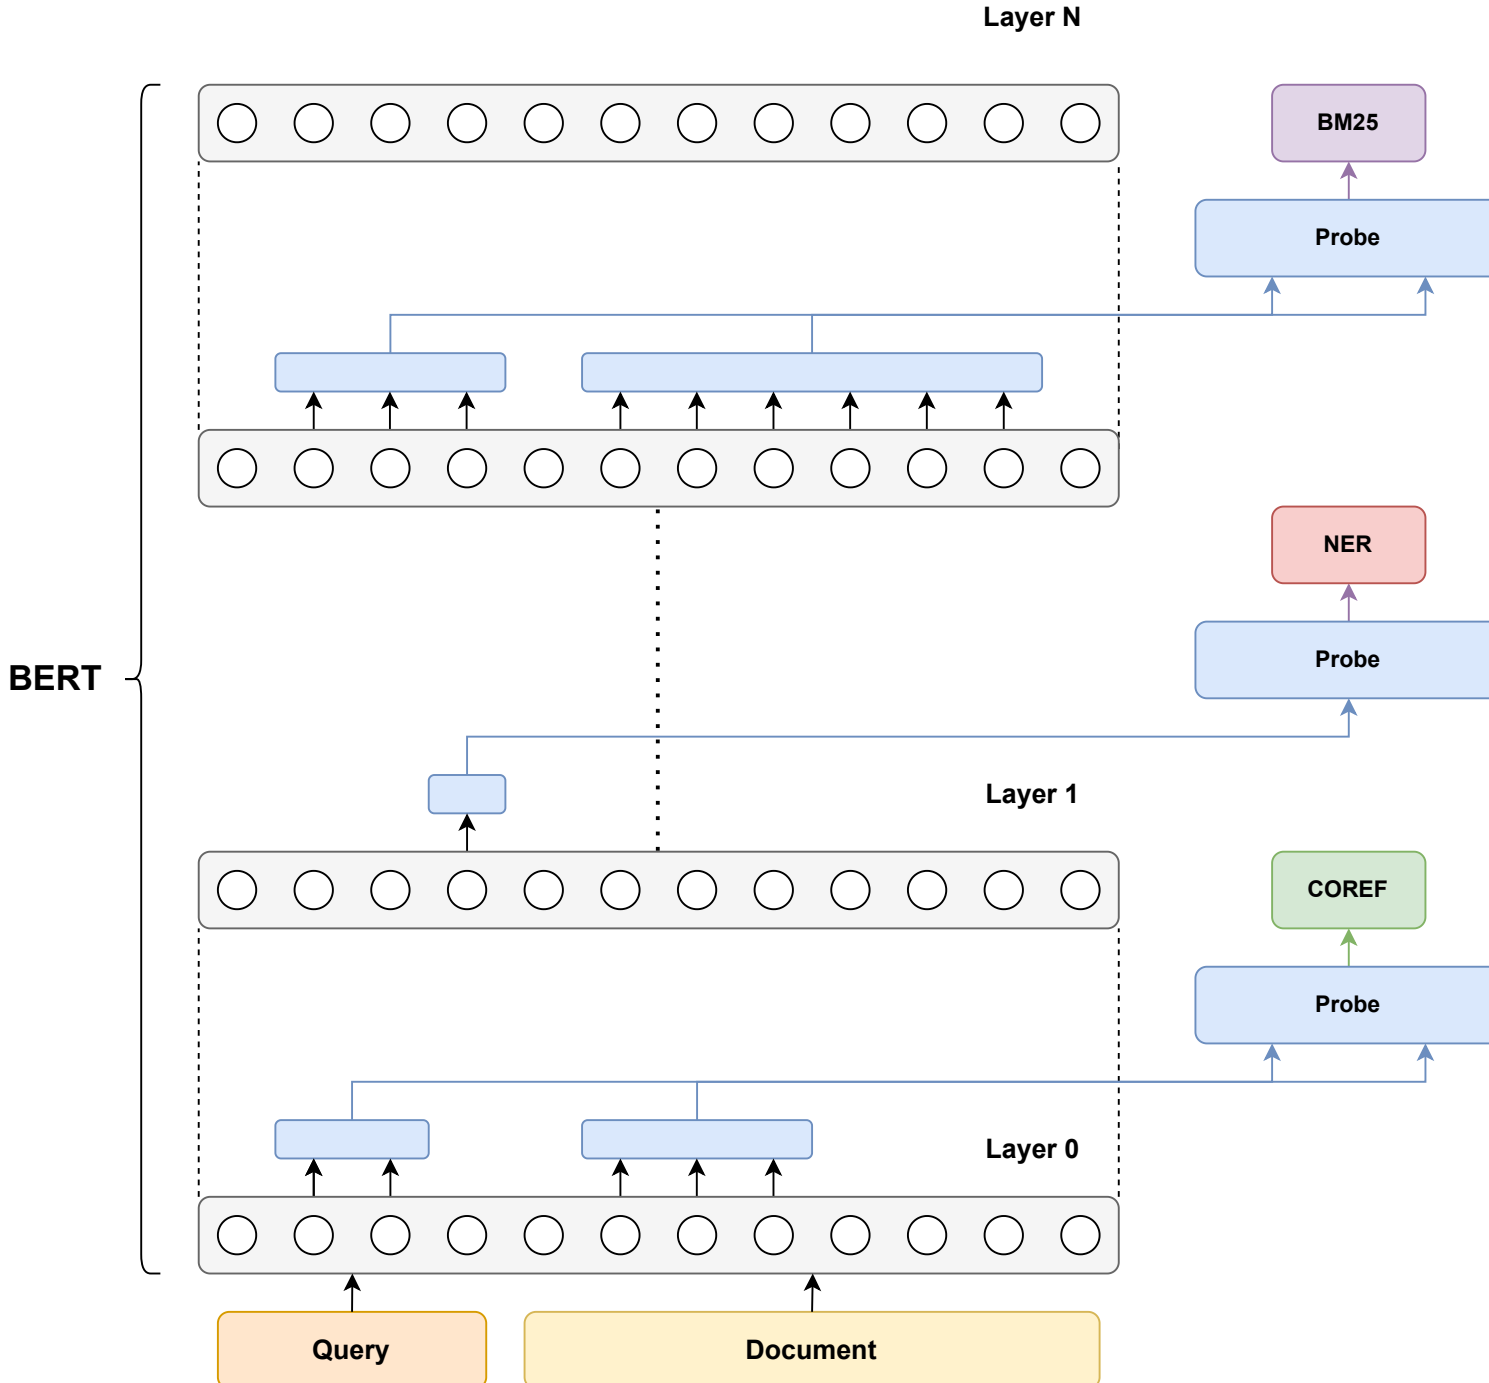 Layer N
BM25
Probe
NER
Probe
BERT
Layer 1
COREF
Probe
Layer 0
Query
Document